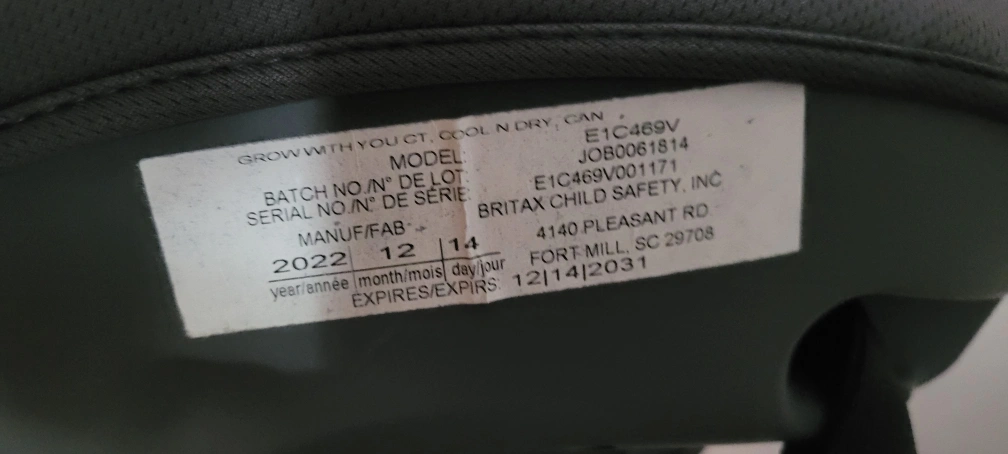 GROW WITH YOU CT, COOL N DRY, CAN
MODEL: E1C469V
BATCH NO./N° DE LOT: JOB0061814
SERIAL NO./N° DE SÉRIE: E1C469V001171
MANUF/FAB BRITAX CHILD SAFETY, INC
2022 12 14 4140 PLEASANT RD
year/année month/mois day/jour FORT MILL, SC 29708
EXPIRES/EXPIRS: 12|14|2031